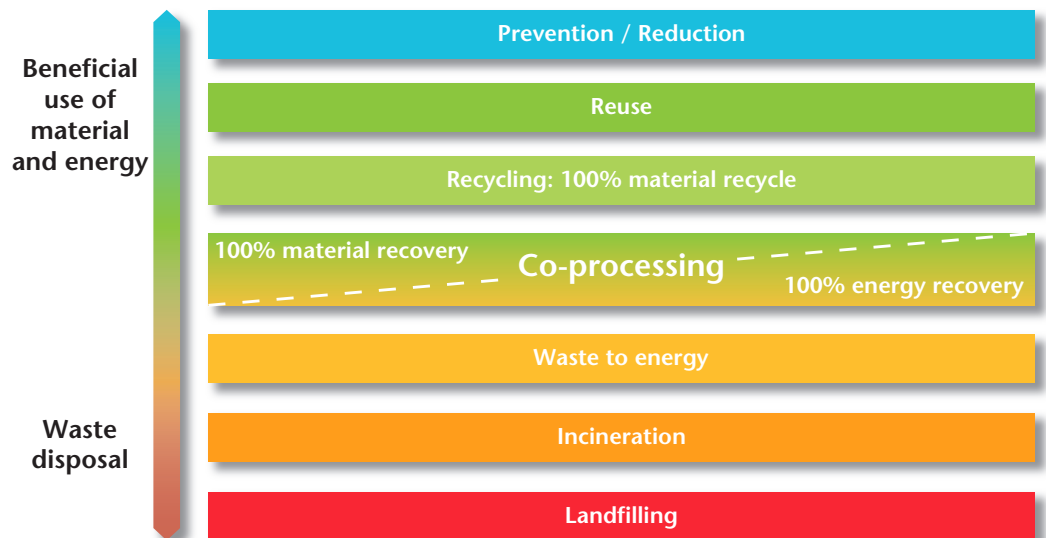 Prevention / Reduction
Beneficial
use of
material
and energy
Reuse
Recycling: 100% material recycle
100% material recovery
Co-processing
100% energy recovery
Waste to energy
Waste
disposal
Incineration
Landfilling